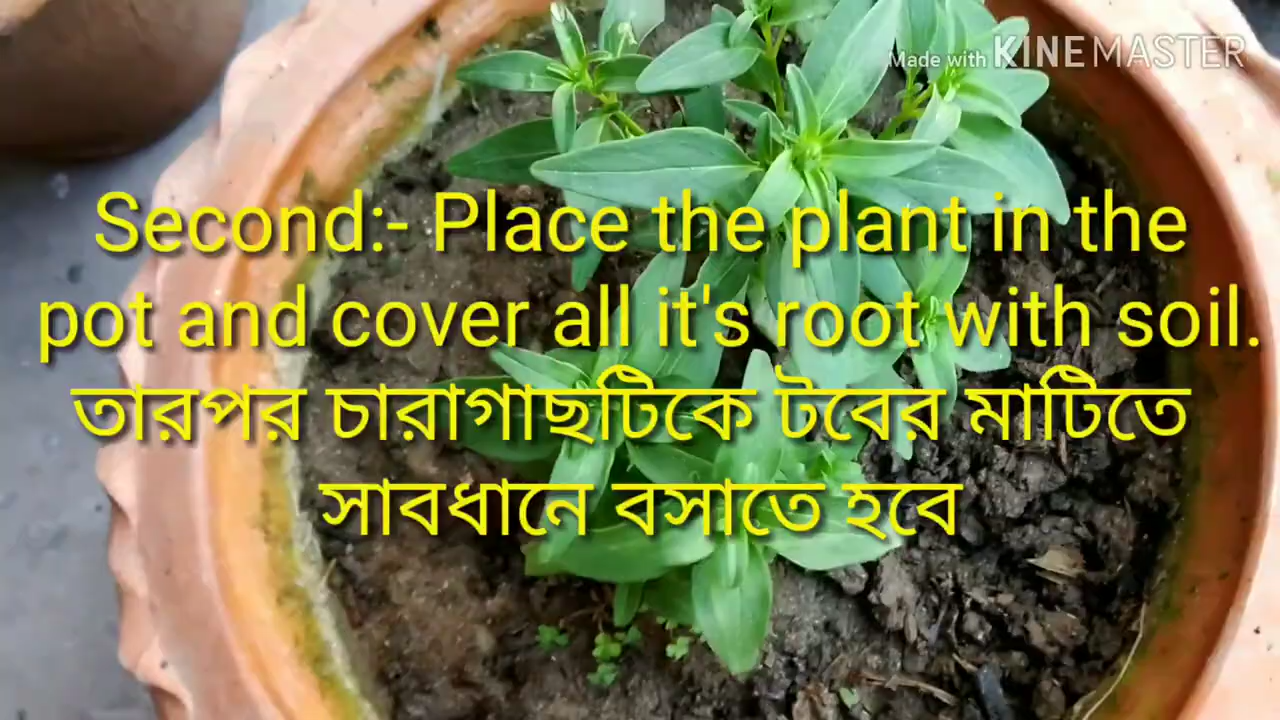 Made with KINEMASTER
Second:- Place the plant in the
pot and cover all it's root with soil.
তারপর চারাগাছটিকে টবের মাটিতে
সাবধানে বসাতে হবে